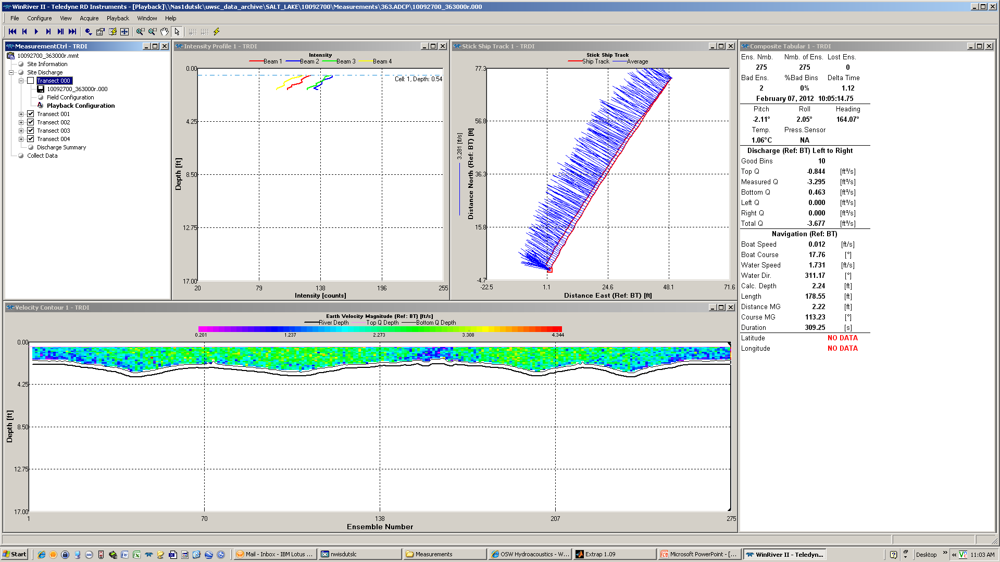 WinRiver II - Teledyne RD Instruments - [Playback]\\Nas1dutslc\uwsc_data_archive\SALT_LAKE\10092700\Measurements\363.ADCP\10092700_363000r.000
File Configure View Acquire Playback Window Help
MeasurementCtrl - TRDI
10092700_363000r.mmt
Site Information
Site Discharge
Transect 000
10092700_363000r.000
Field Configuration
Playback Configuration
Transect 001
Transect 002
Transect 003
Transect 004
Discharge Summary
Collect Data
Intensity Profile 1 - TRDI
Intensity
Beam 1 Beam 2 Beam 3 Beam 4
Cell: 1, Depth: 0.54
0.00
4.25
8.50
12.75
17.00
Depth [ft]
20 79 138 196 255
Intensity [counts]
Stick Ship Track 1 - TRDI
Stick Ship Track
Ship Track Average
77.3
56.8
36.3
15.8
-4.7
3.281 [ft/s]
Distance North (Ref: BT) [ft]
-22.5 1.1 24.6 48.1 71.6
Distance East (Ref: BT) [ft]
Composite Tabular 1 - TRDI
Ens. Nmb. Nmb. of Ens. Lost Ens.
275 275 0
Bad Ens. %Bad Bins Delta Time
2 0% 1.12
February 07, 2012 10:05:14.75
Pitch Roll Heading
-2.11° 2.05° 164.07°
Temp. Press.Sensor
1.06°C NA
Discharge (Ref: BT) Left to Right
Good Bins 10
Top Q -0.844 [ft³/s]
Measured Q -3.295 [ft³/s]
Bottom Q 0.463 [ft³/s]
Left Q 0.000 [ft³/s]
Right Q 0.000 [ft³/s]
Total Q -3.677 [ft³/s]
Navigation (Ref: BT)
Boat Speed 0.012 [ft/s]
Boat Course 17.76 [°]
Water Speed 1.731 [ft/s]
Water Dir. 311.17 [°]
Calc. Depth 2.24 [ft]
Length 178.55 [ft]
Distance MG 2.22 [ft]
Course MG 113.23 [°]
Duration 309.25 [s]
Latitude NO DATA
Longitude NO DATA
Velocity Contour 1 - TRDI
Earth Velocity Magnitude (Ref: BT) [ft/s]
River Depth Top Q Depth Bottom Q Depth
0.201 1.237 2.273 3.308 4.344
0.00
4.25
8.50
12.75
17.00
Depth [ft]
1 70 138 207 275
Ensemble Number
Start Mail - Inbox - IBM Lotus ... nwisdutslc Measurements OSW Hydroacoustics - W... Extrap 1.09 Microsoft PowerPoint - [... WinRiver II - Teledyn... Desktop 11:03 AM